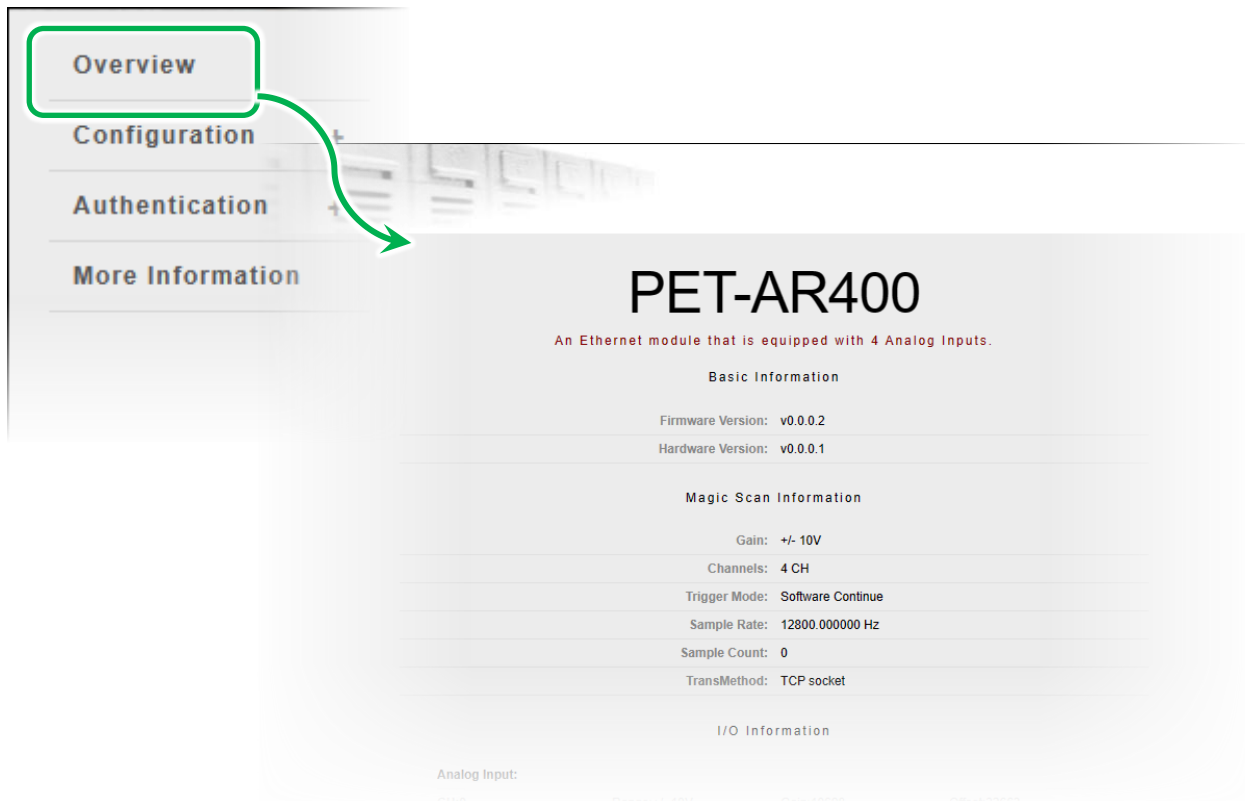 Overview
Configuration +
Authentication +
More Information
PET-AR400
An Ethernet module that is equipped with 4 Analog Inputs.
Basic Information
Firmware Version: v0.0.0.2
Hardware Version: v0.0.0.1
Magic Scan Information
Gain: +/- 10V
Channels: 4 CH
Trigger Mode: Software Continue
Sample Rate: 12800.000000 Hz
Sample Count: 0
TransMethod: TCP socket
I/O Information
Analog Input: